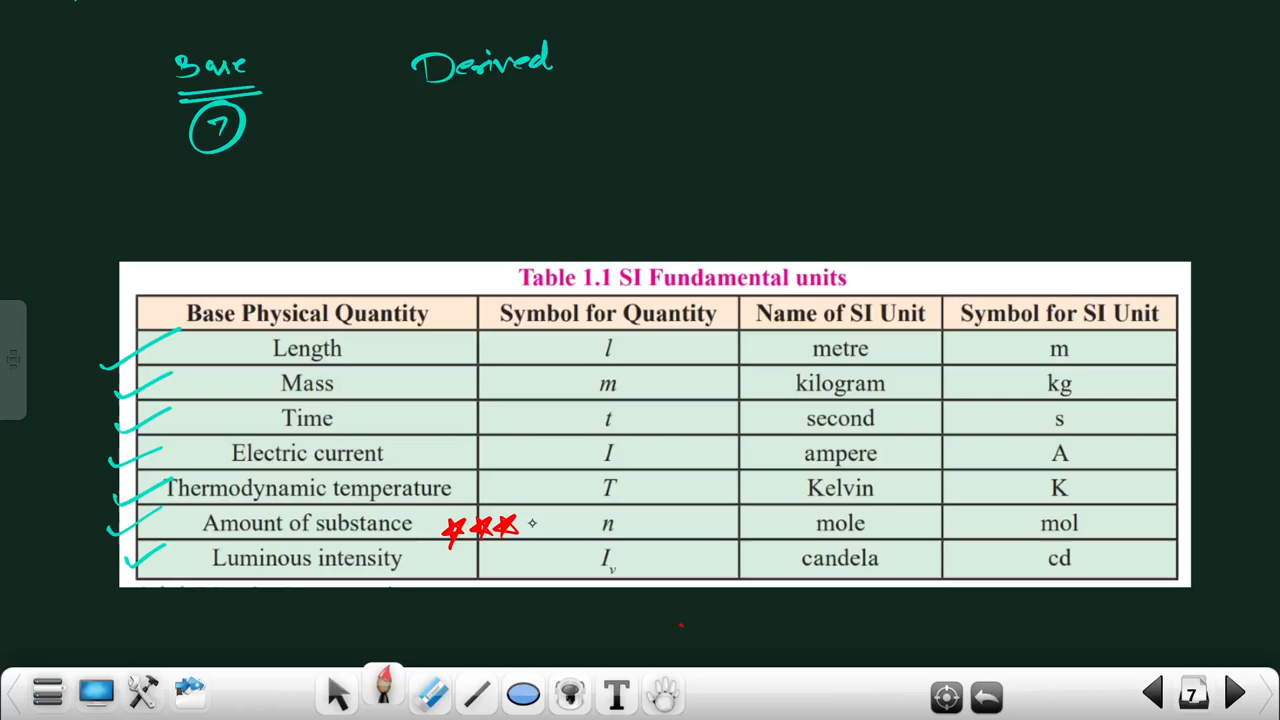 Base Derived
7
Table 1.1 SI Fundamental units
Base Physical Quantity Symbol for Quantity Name of SI Unit Symbol for SI Unit
Length l metre m
Mass m kilogram kg
Time t second s
Electric current I ampere A
Thermodynamic temperature T Kelvin K
Amount of substance n mole mol
Luminous intensity Iv candela cd
T 7